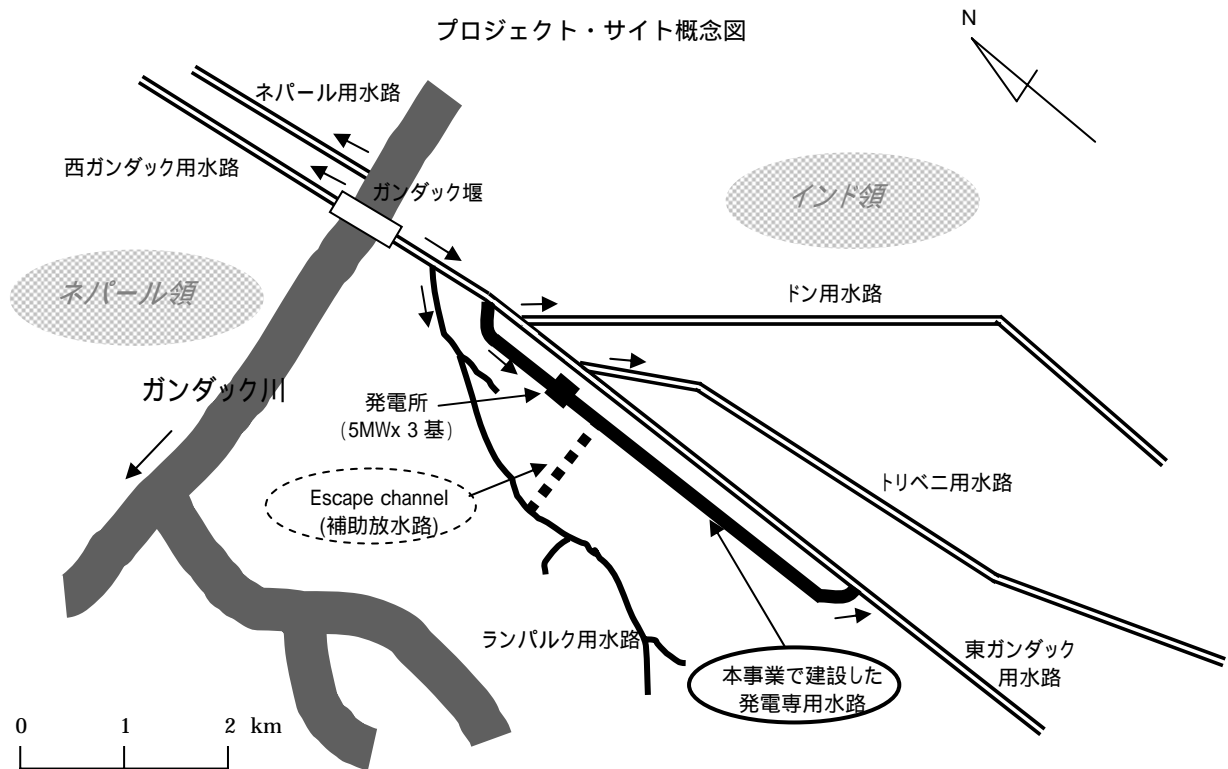 プロジェクト・サイト概念図
N
ネパール用水路
西ガンダック用水路
ガンダック堰
インド領
ネパール領
ドン用水路
ガンダック川
発電所
(5MWx 3 基)
トリベニ用水路
Escape channel
(補助放水路)
ランパルク用水路
東ガンダック
用水路
本事業で建設した
発電専用水路
0 1 2 km